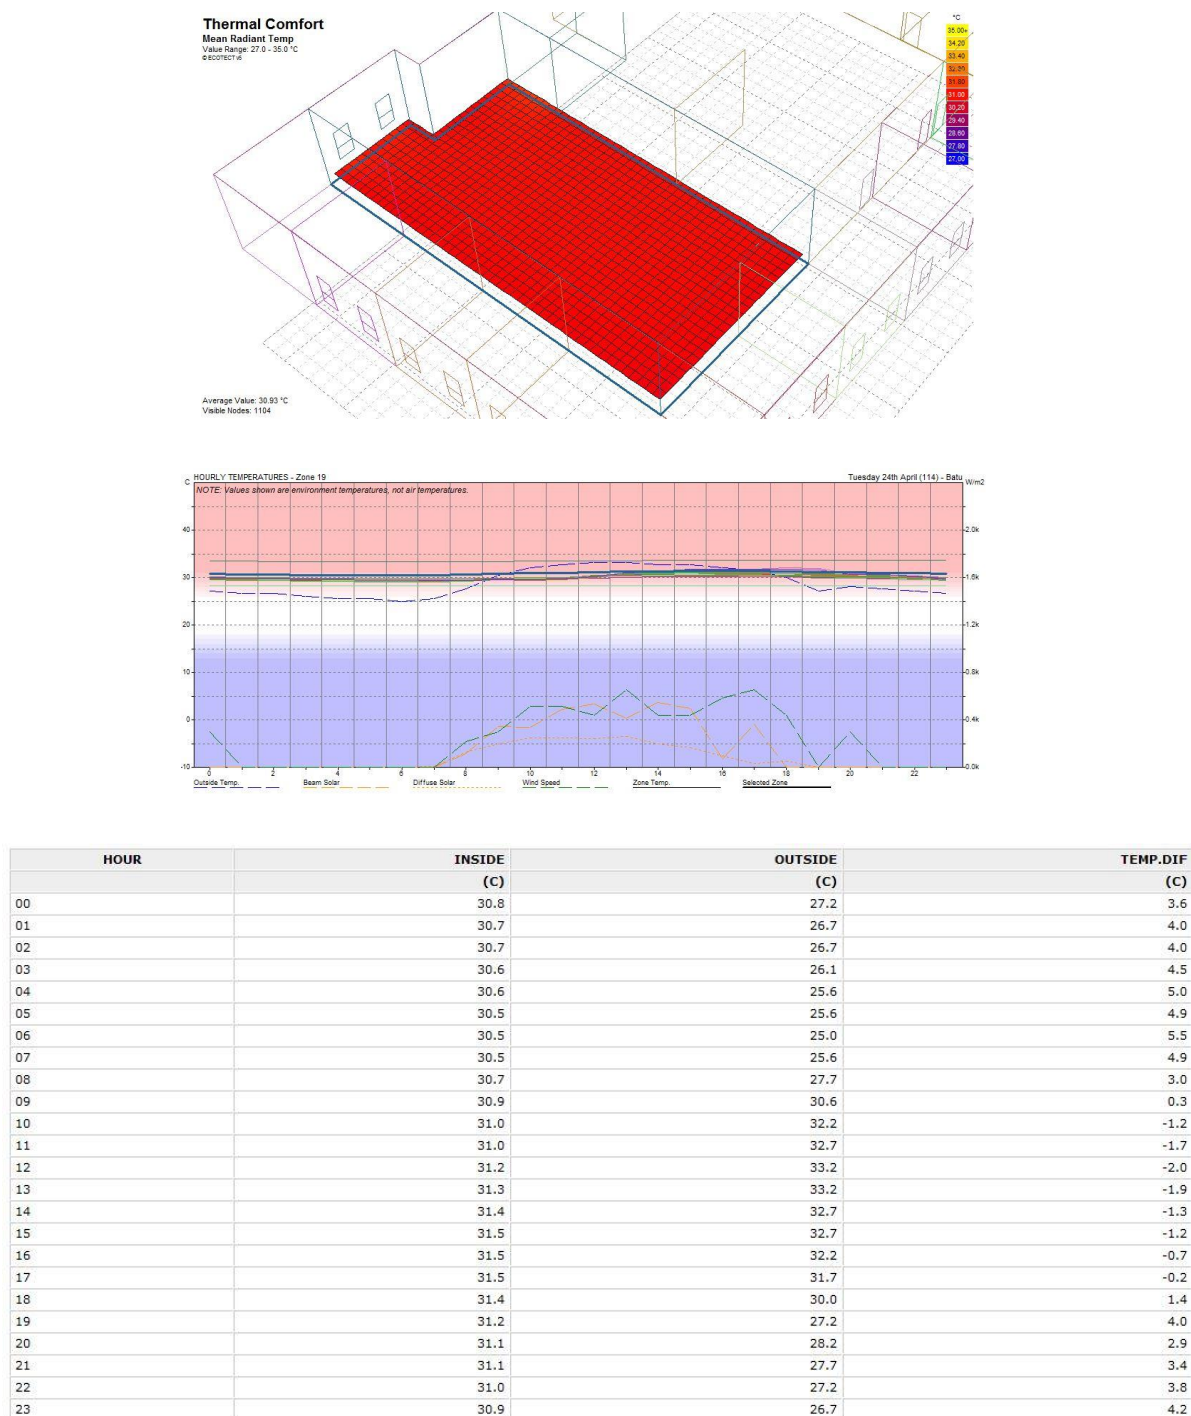 Thermal Comfort
Mean Radiant Temp
Value Range: 27.0 - 35.0 °C
© ECOTECT v5
°C
35.00+
34.20
33.40
32.60
31.80
31.00
30.20
29.40
28.60
27.80
27.00
Average Value: 30.93 °C
Visible Nodes: 1104
HOURLY TEMPERATURES - Zone 19 Tuesday 24th April (114) - Batu
C W/m2
NOTE: Values shown are environment temperatures, not air temperatures.
40 2.0k
30 1.6k
20 1.2k
10 0.8k
0 0.4k
-10 0.0k
0 2 4 6 8 10 12 14 16 18 20 22
Outside Temp. Beam Solar Diffuse Solar Wind Speed Zone Temp. Selected Zone
HOUR INSIDE OUTSIDE TEMP.DIF
(C) (C) (C)
00 30.8 27.2 3.6
01 30.7 26.7 4.0
02 30.7 26.7 4.0
03 30.6 26.1 4.5
04 30.6 25.6 5.0
05 30.5 25.6 4.9
06 30.5 25.0 5.5
07 30.5 25.6 4.9
08 30.7 27.7 3.0
09 30.9 30.6 0.3
10 31.0 32.2 -1.2
11 31.0 32.7 -1.7
12 31.2 33.2 -2.0
13 31.3 33.2 -1.9
14 31.4 32.7 -1.3
15 31.5 32.7 -1.2
16 31.5 32.2 -0.7
17 31.5 31.7 -0.2
18 31.4 30.0 1.4
19 31.2 27.2 4.0
20 31.1 28.2 2.9
21 31.1 27.7 3.4
22 31.0 27.2 3.8
23 30.9 26.7 4.2